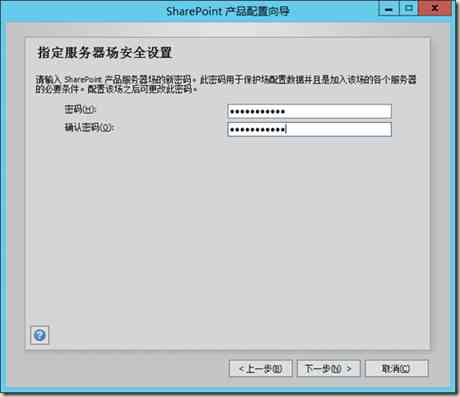 SharePoint 产品配置向导
指定服务器场安全设置
请输入 SharePoint 产品服务器场的新密码。此密码用于保护场配置数据并且是加入该场的各个服务器
的必要条件。配置该场之后可更改此密码。
密码(H): ●●●●●●●●●●●
确认密码(O): ●●●●●●●●●●●
< 上一步(B) 下一步(N) > 取消(C)